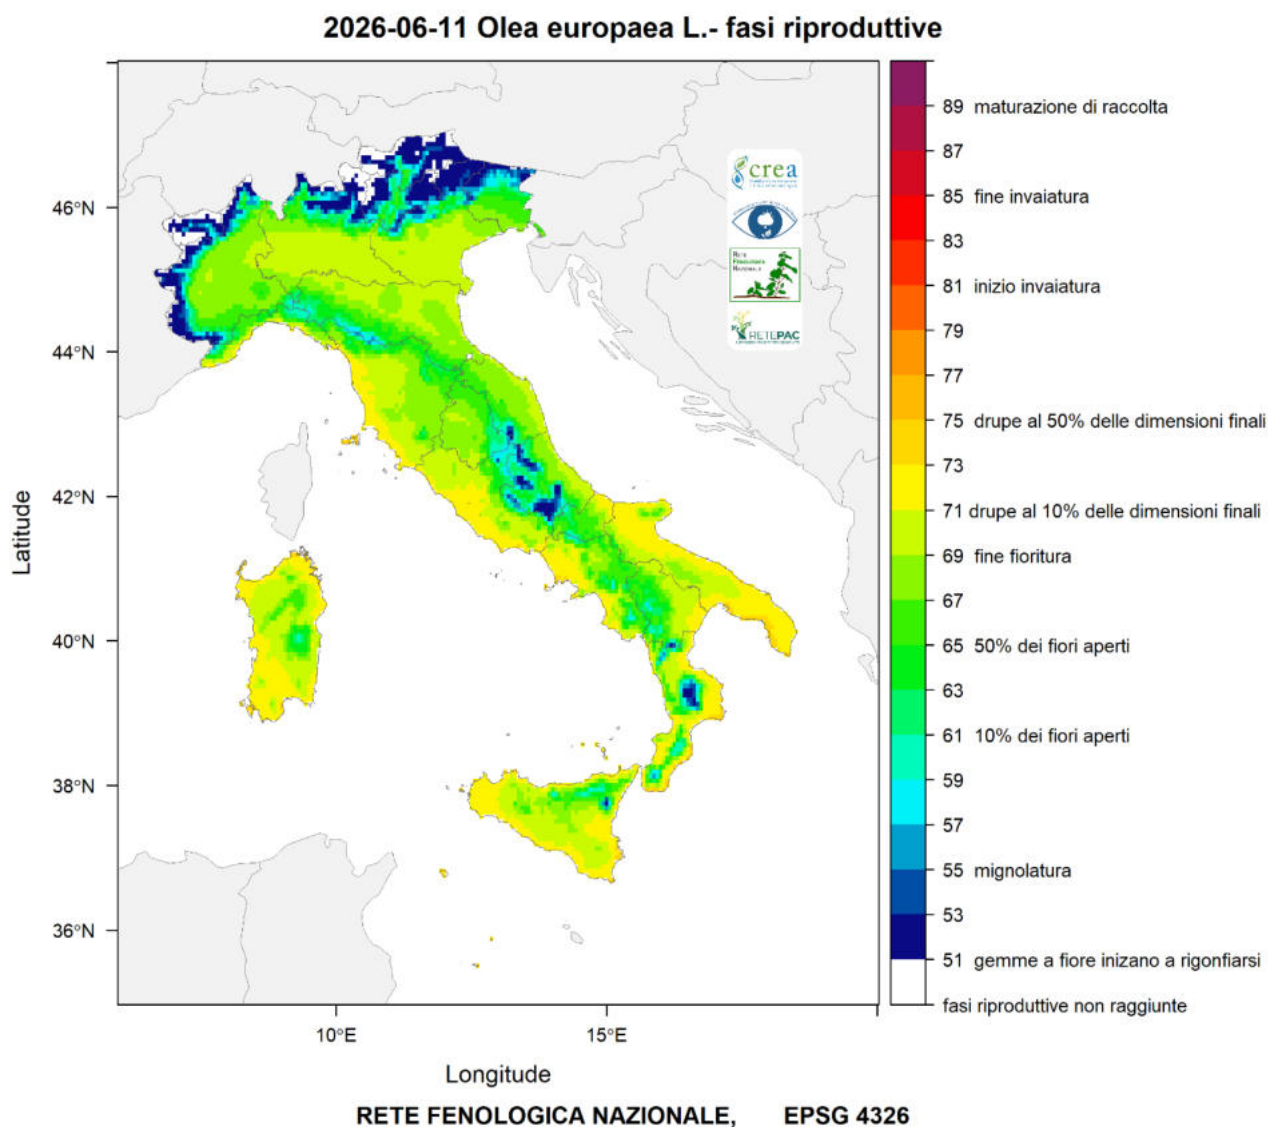 2026-06-11 Olea europaea L.- fasi riproduttive
crea
RETE
FENOLOGICA
NAZIONALE
RETEPAC
89 maturazione di raccolta
87
85 fine invaiatura
83
81 inizio invaiatura
79
77
75 drupe al 50% delle dimensioni finali
73
71 drupe al 10% delle dimensioni finali
69 fine fioritura
67
65 50% dei fiori aperti
63
61 10% dei fiori aperti
59
57
55 mignolatura
53
51 gemme a fiore inizano a rigonfiarsi
fasi riproduttive non raggiunte
46°N
44°N
42°N
40°N
38°N
36°N
Latitude
10°E
15°E
Longitude
RETE FENOLOGICA NAZIONALE, EPSG 4326